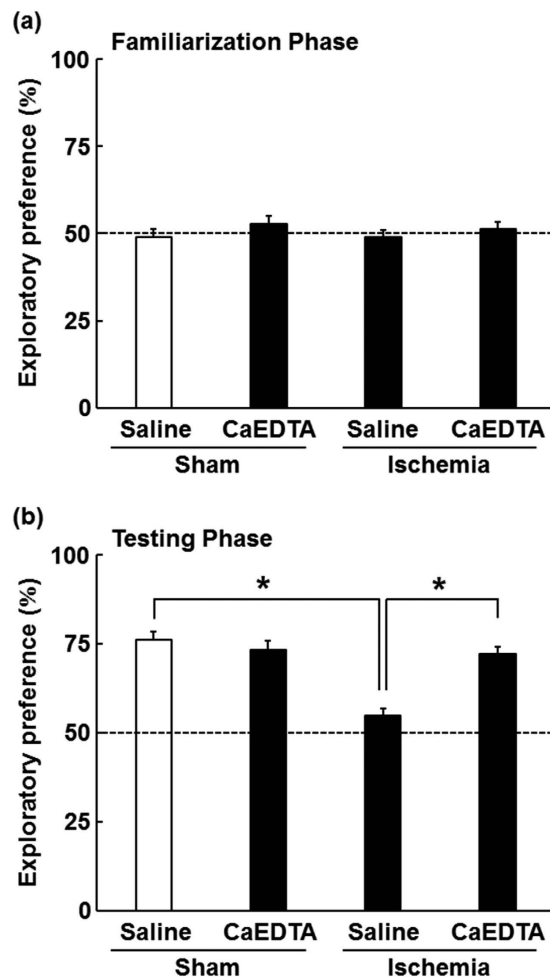 (a)
Familiarization Phase
Exploratory preference (%)
100
75
50
25
0
Saline CaEDTA Saline CaEDTA
Sham Ischemia
(b)
Testing Phase
Exploratory preference (%)
100
75
50
25
0
* *
Saline CaEDTA Saline CaEDTA
Sham Ischemia